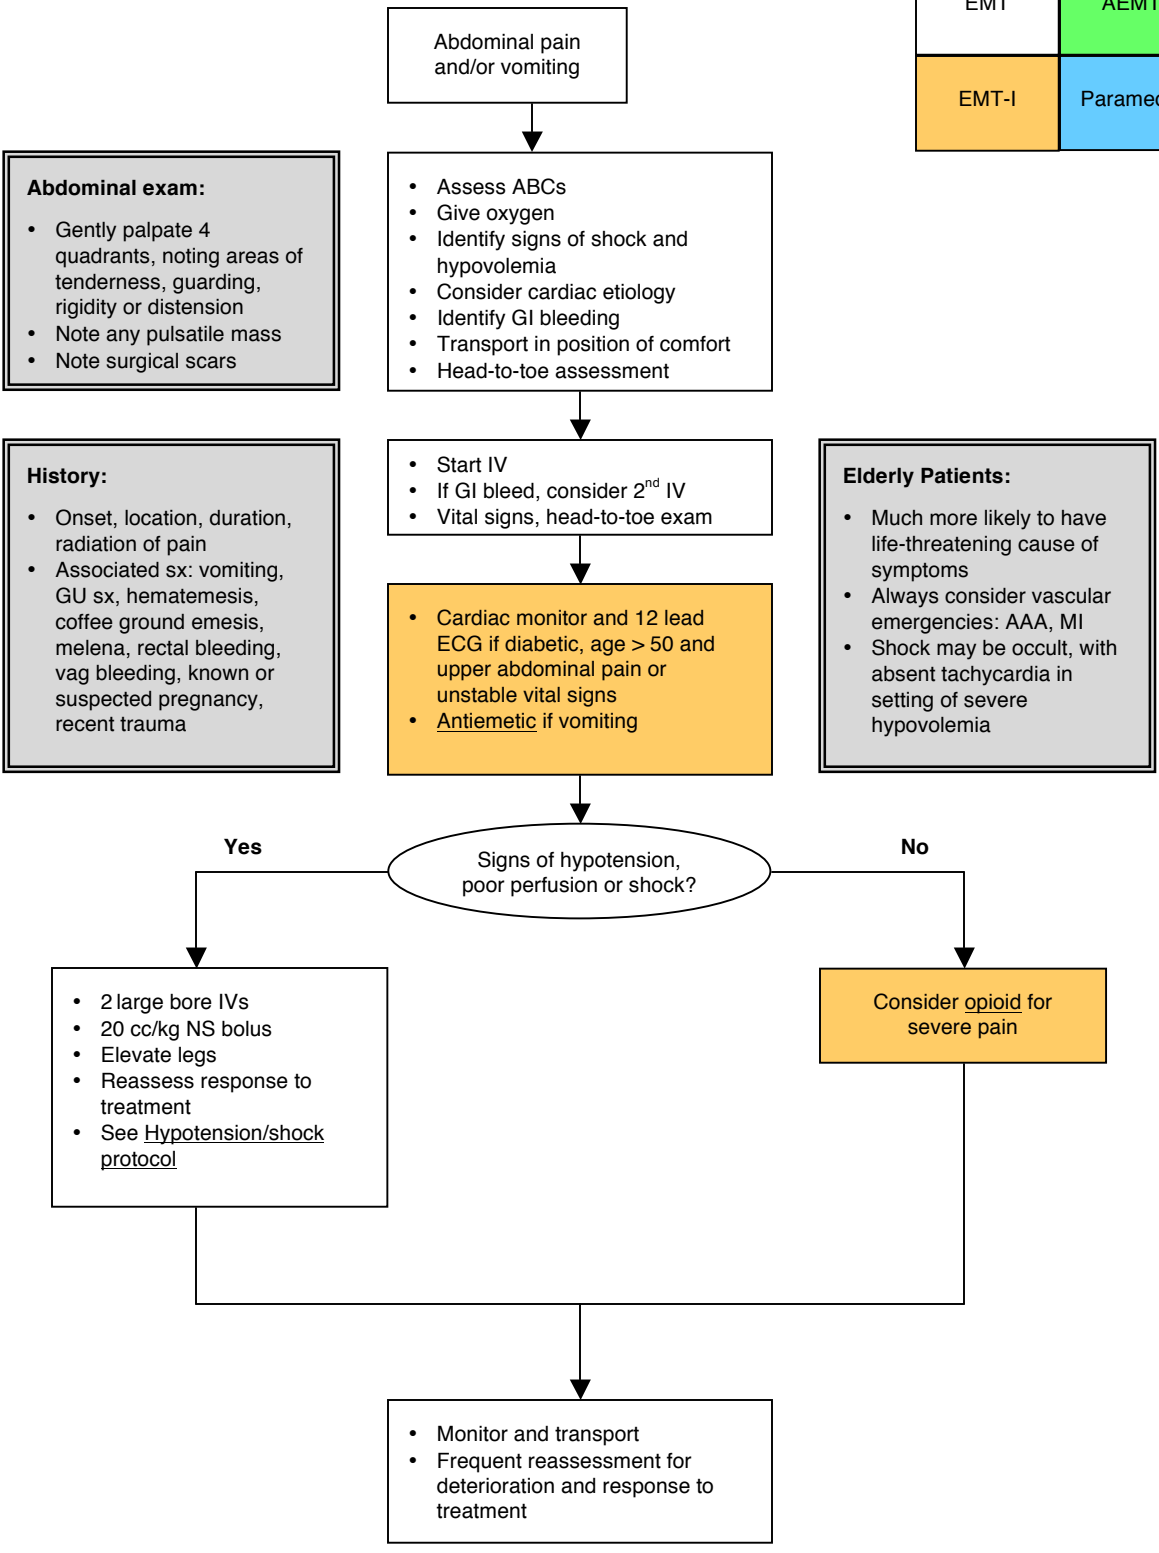 EMT
AEMT
EMT-I
Paramed
Abdominal pain
and/or vomiting
Abdominal exam:
• Gently palpate 4
quadrants, noting areas of
tenderness, guarding,
rigidity or distension
• Note any pulsatile mass
• Note surgical scars
• Assess ABCs
• Give oxygen
• Identify signs of shock and
hypovolemia
• Consider cardiac etiology
• Identify GI bleeding
• Transport in position of comfort
• Head-to-toe assessment
History:
• Onset, location, duration,
radiation of pain
• Associated sx: vomiting,
GU sx, hematemesis,
coffee ground emesis,
melena, rectal bleeding,
vag bleeding, known or
suspected pregnancy,
recent trauma
• Start IV
• If GI bleed, consider 2nd IV
• Vital signs, head-to-toe exam
Elderly Patients:
• Much more likely to have
life-threatening cause of
symptoms
• Always consider vascular
emergencies: AAA, MI
• Shock may be occult, with
absent tachycardia in
setting of severe
hypovolemia
• Cardiac monitor and 12 lead
ECG if diabetic, age > 50 and
upper abdominal pain or
unstable vital signs
• Antiemetic if vomiting
Yes
Signs of hypotension,
poor perfusion or shock?
No
• 2 large bore IVs
• 20 cc/kg NS bolus
• Elevate legs
• Reassess response to
treatment
• See Hypotension/shock
protocol
Consider opioid for
severe pain
• Monitor and transport
• Frequent reassessment for
deterioration and response to
treatment